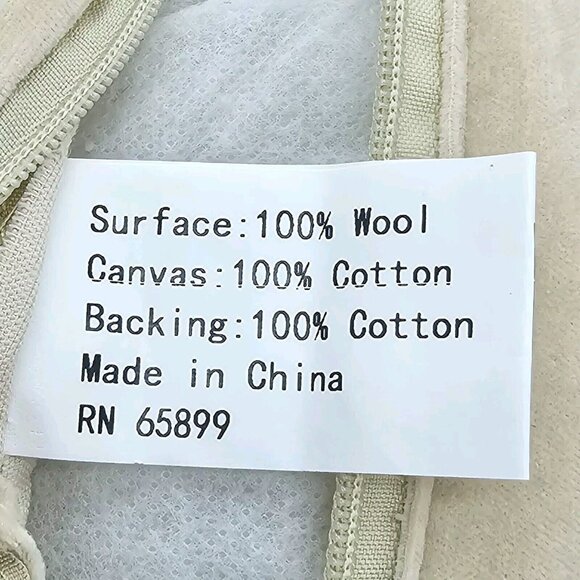 Surface:100% Wool
Canvas:100% Cotton
Backing:100% Cotton
Made in China
RN 65899